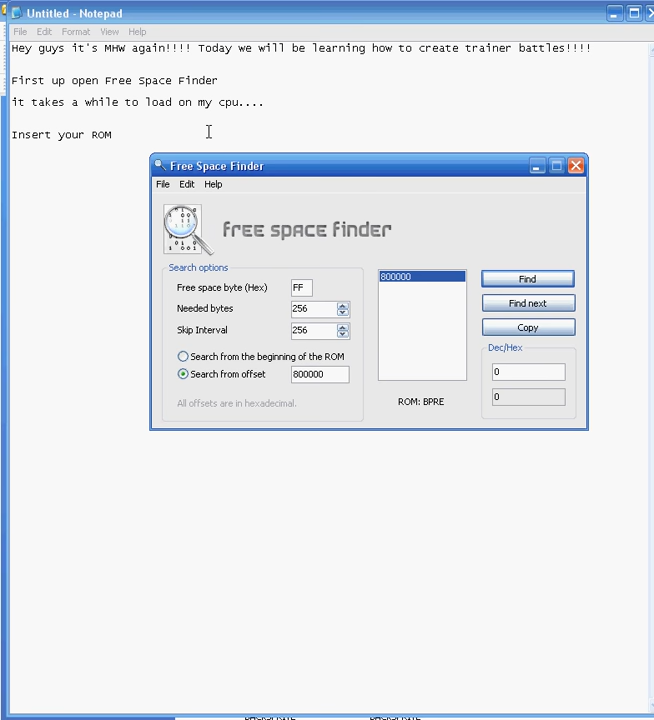 Untitled - Notepad
File Edit Format View Help
Hey guys it's MHW again!!!! Today we will be learning how to create trainer battles!!!!
First up open Free Space Finder
it takes a while to load on my cpu....
Insert your ROM
Free Space Finder
File Edit Help
free space finder
Search options
Free space byte (Hex) FF
Needed bytes 256
Skip Interval 256
Search from the beginning of the ROM
Search from offset 800000
All offsets are in hexadecimal.
800000
ROM: BPRE
Find
Find next
Copy
Dec/Hex
0
0